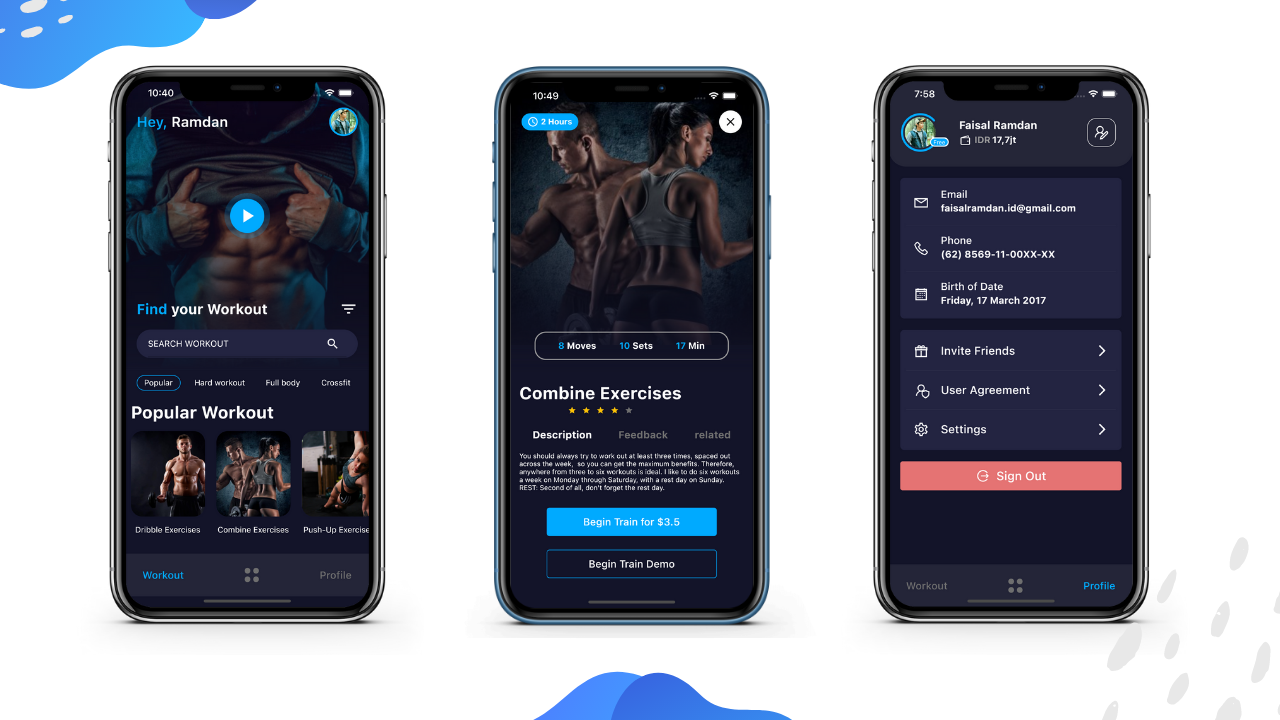 10:40
Hey, Ramdan
Find your Workout
SEARCH WORKOUT
Popular Hard workout Full body Crossfit
Popular Workout
Dribble Exercises Combine Exercises Push-Up Exercise
Workout Profile
10:49
2 Hours
8 Moves 10 Sets 17 Min
Combine Exercises
Description Feedback related
You should always try to work out at least three times, spaced out
across the week, so you can get the maximum benefits. Therefore,
anywhere from three to six workouts is ideal. I like to do six workouts
a week on Monday through Saturday, with a rest day on Sunday.
REST: Second of all, don't forget the rest day.
Begin Train for $3.5
Begin Train Demo
7:58
Faisal Ramdan
Free
IDR 17,7jt
Email
faisalramdan.id@gmail.com
Phone
(62) 8569-11-00XX-XX
Birth of Date
Friday, 17 March 2017
Invite Friends
User Agreement
Settings
Sign Out
Workout Profile